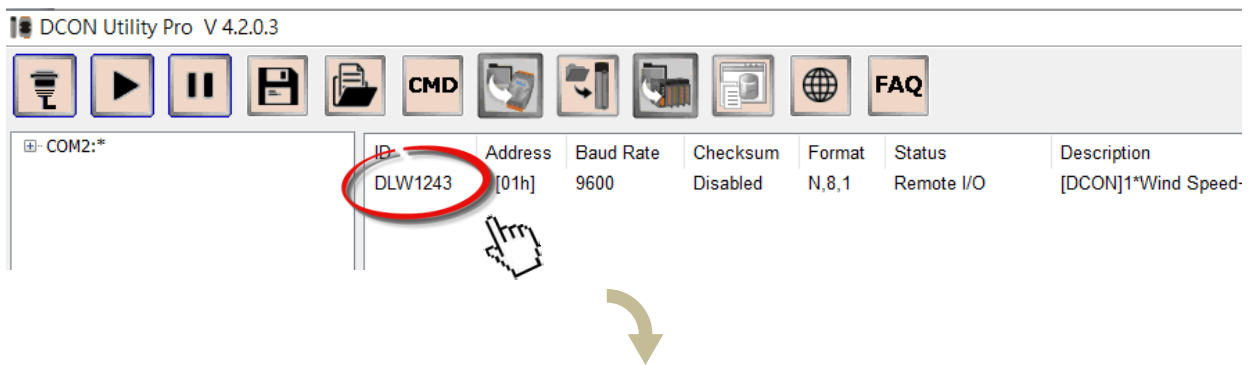 DCON Utility Pro V 4.2.0.3
CMD FAQ
COM2:*
ID Address Baud Rate Checksum Format Status Description
DLW1243 [01h] 9600 Disabled N,8,1 Remote I/O [DCON]1*Wind Speed-